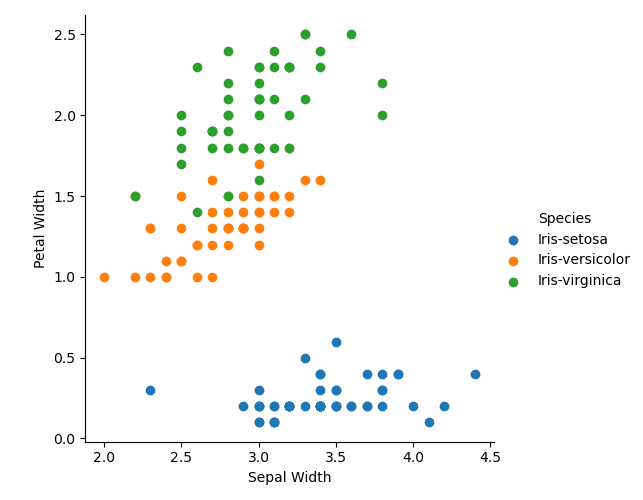 2.5
2.0
1.5
1.0
0.5
0.0
Petal Width
2.0 2.5 3.0 3.5 4.0 4.5
Sepal Width
Species
Iris-setosa
Iris-versicolor
Iris-virginica